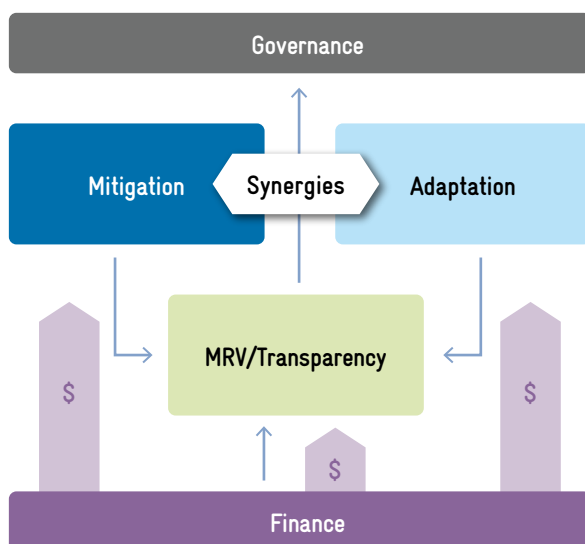 Governance
Mitigation
Synergies
Adaptation
MRV/Transparency
$
$
$
Finance